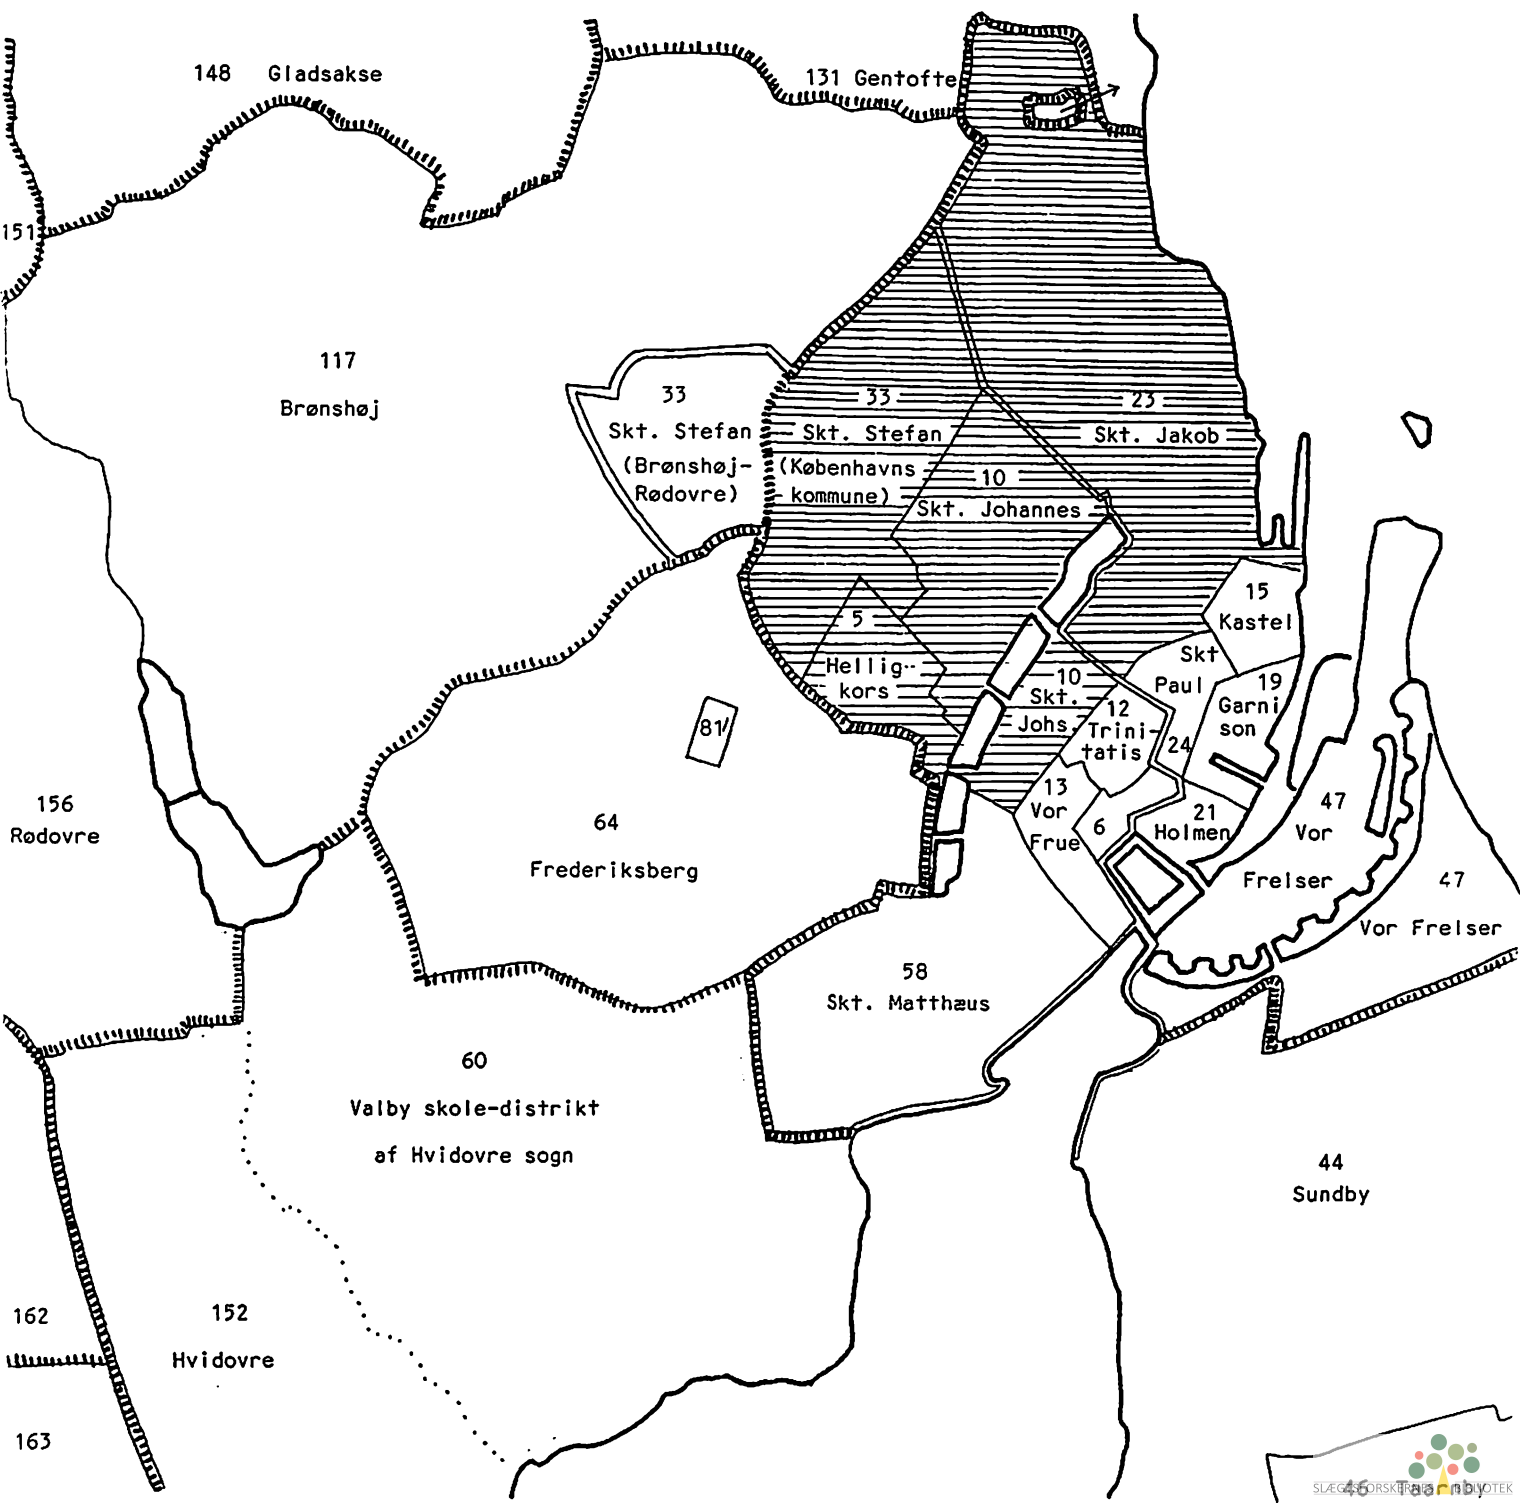 148 Gladsakse
131 Gentofte
151
117
Brønshøj
33
Skt. Stefan
(Brønshøj-
Rødovre)
33
Skt. Stefan
(Københavns
kommune)
23
Skt. Jakob
10
Skt. Johannes
5
Hellig-
kors
10
Skt.
Johs.
15
Kastel
Skt
Paul
24
19
Garni
son
12
Trini-
tatis
13
Vor
Frue
6
21
Holmen
47
Vor
Frelser
47
Vor Frelser
81
156
Rødovre
64
Frederiksberg
58
Skt. Matthæus
60
Valby skole-distrikt
af Hvidovre sogn
44
Sundby
162
152
Hvidovre
163
46 Taarnby
SLÆGTSFORSKERNES BIBLIOTEK